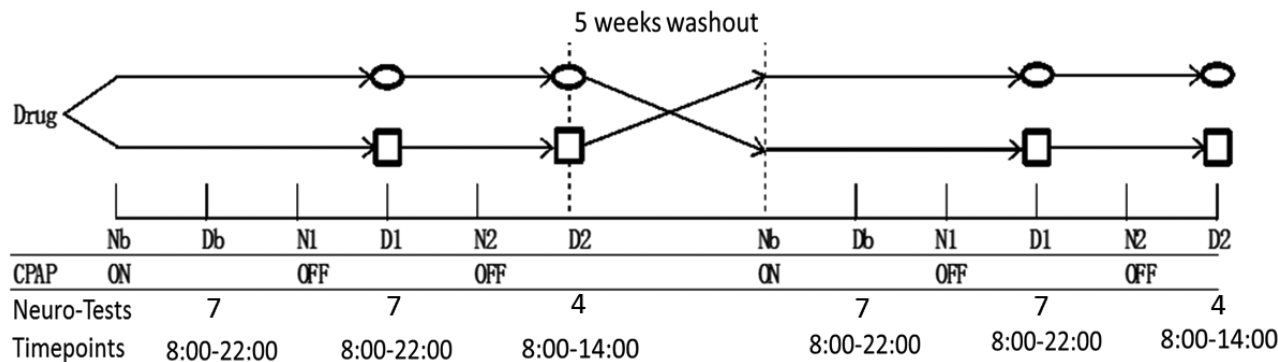 5 weeks washout
Drug
Nb Db N1 D1 N2 D2 Nb Db N1 D1 N2 D2
CPAP ON OFF OFF ON OFF OFF
Neuro-Tests 7 7 4 7 7 4
Timepoints 8:00-22:00 8:00-22:00 8:00-14:00 8:00-22:00 8:00-22:00 8:00-14:00